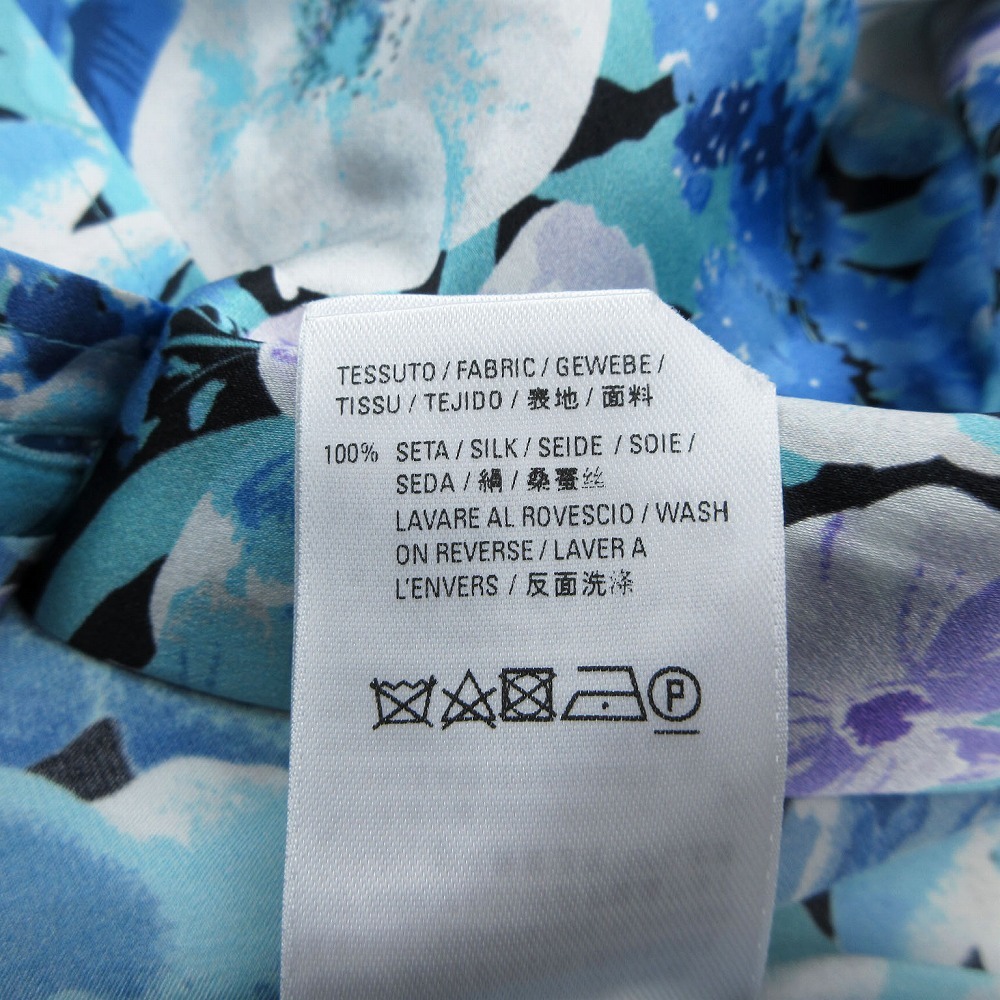 TESSUTO / FABRIC / GEWEBE /
TISSU / TEJIDO / 表地 / 面料
100% SETA / SILK / SEIDE / SOIE /
SEDA / 絹 / 桑蚕丝
LAVARE AL ROVESCIO / WASH
ON REVERSE / LAVER A
L'ENVERS / 反面洗涤
P